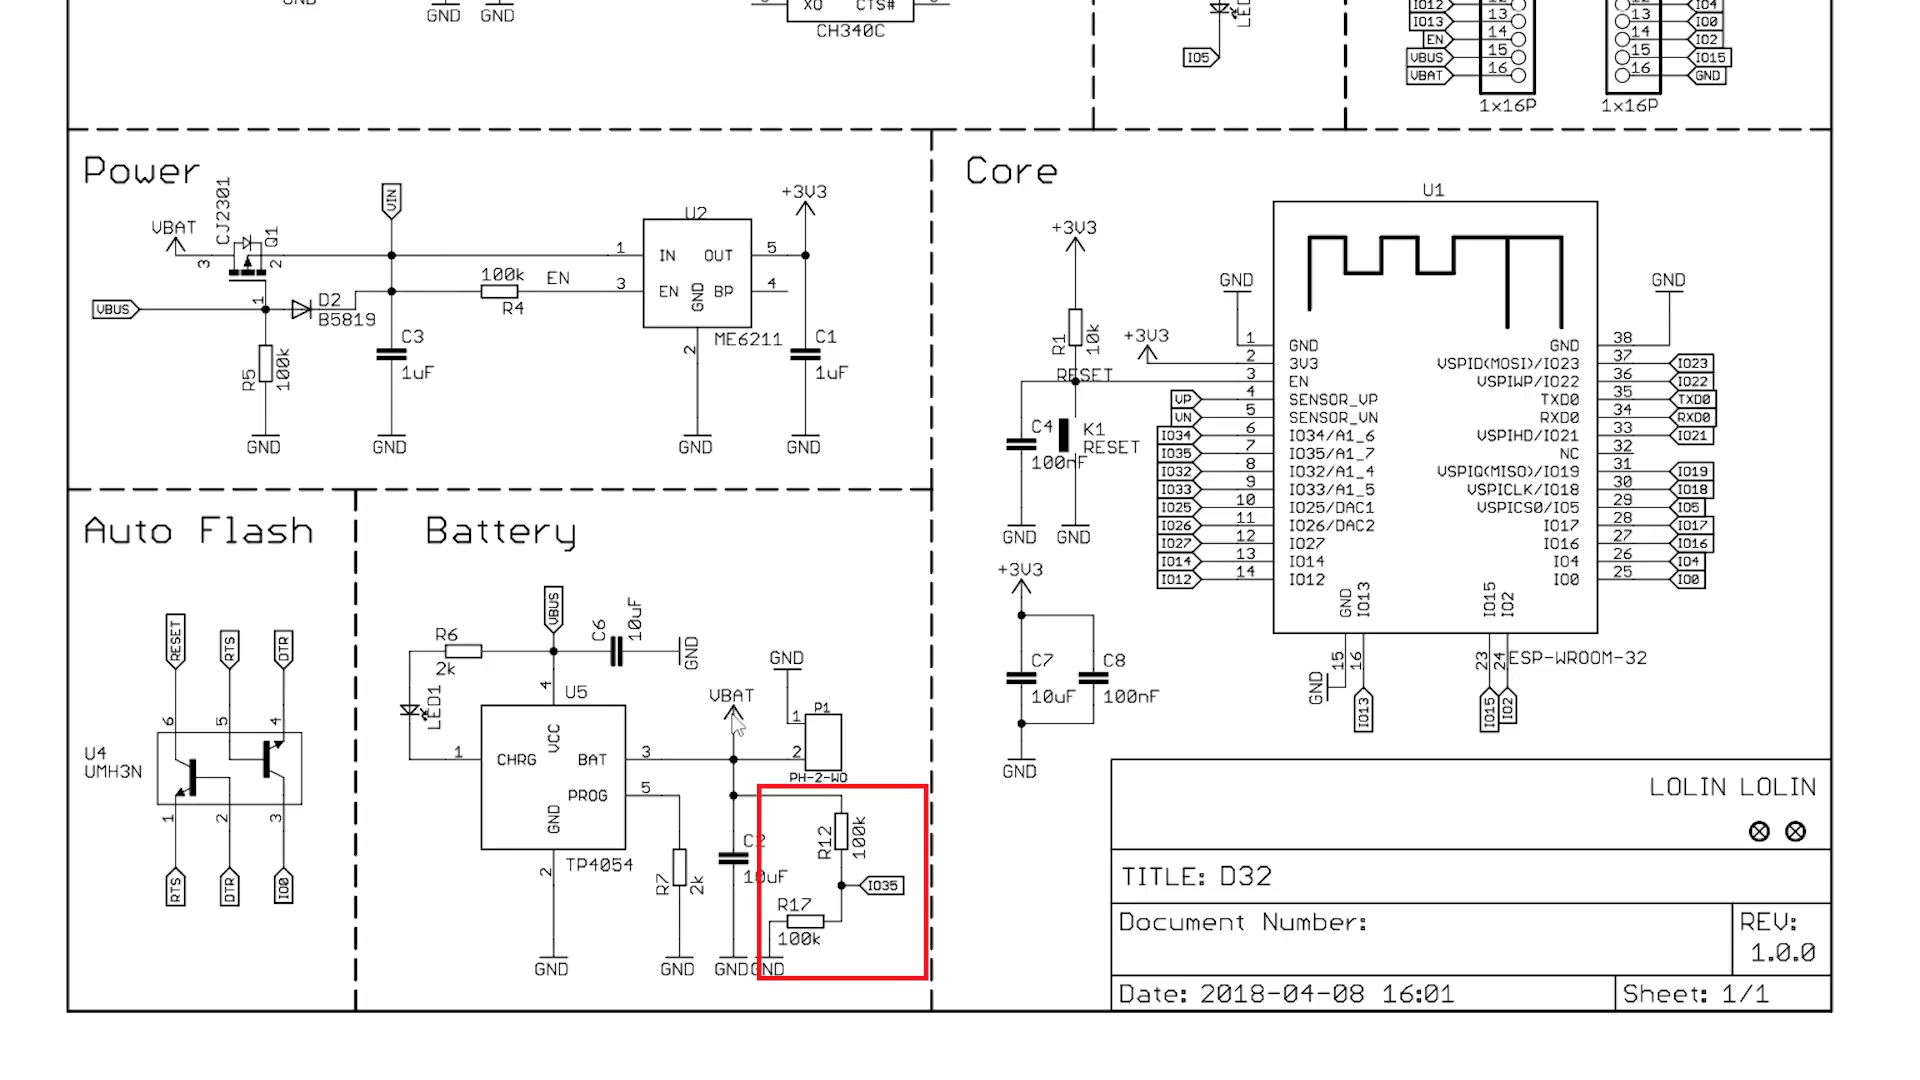 GND
GND
GND
XO
CTS#
CH340C
LED
IO5
IO12
IO13
EN
VBUS
VBAT
12
13
14
15
16
1x16P
12
13
14
15
16
IO4
IO0
IO2
IO15
GND
1x16P
Power
VBAT
CJ2301
Q1
3
2
1
VBUS
D2
B5819
R5
100k
GND
VIN
C3
1uF
GND
100k
R4
EN
1
3
U2
IN
OUT
EN
GND
BP
5
4
2
ME6211
GND
+3V3
C1
1uF
GND
Core
+3V3
R1
10k
+3V3
RESET
C4
100nF
K1
RESET
GND
GND
+3V3
C7
10uF
C8
100nF
GND
U1
GND
GND
1 GND
2 3V3
3 EN
VP 4 SENSOR_VP
VN 5 SENSOR_VN
IO34 6 IO34/A1_6
IO35 7 IO35/A1_7
IO32 8 IO32/A1_4
IO33 9 IO33/A1_5
IO25 10 IO25/DAC1
IO26 11 IO26/DAC2
IO27 12 IO27
IO14 13 IO14
IO12 14 IO12
GND 38
VSPID(MOSI)/IO23 37 IO23
VSPIWP/IO22 36 IO22
TXD0 35 TXD0
RXD0 34 RXD0
VSPIHD/IO21 33 IO21
NC 32
VSPIQ(MISO)/IO19 31 IO19
VSPICLK/IO18 30 IO18
VSPICS0/IO5 29 IO5
IO17 28 IO17
IO16 27 IO16
IO4 26 IO4
IO0 25 IO0
GND
IO13
IO15
IO2
15
16
23
24
ESP-WROOM-32
GND
IO13
IO15
IO2
Auto Flash
RESET
RTS
DTR
6
5
4
U4
UMH3N
1
2
3
RTS
DTR
IO0
Battery
VBUS
R6
2k
C6
10uF
GND
LED1
4
U5
1
CHRG
VCC
BAT
PROG
GND
3
5
2
TP4054
GND
R7
2k
GND
VBAT
C2
10uF
GND
GND
P1
1
2
PH-2-WO
R12
100k
IO35
R17
100k
GND
LOLIN LOLIN
TITLE: D32
Document Number:
REV:
1.0.0
Date: 2018-04-08 16:01
Sheet: 1/1